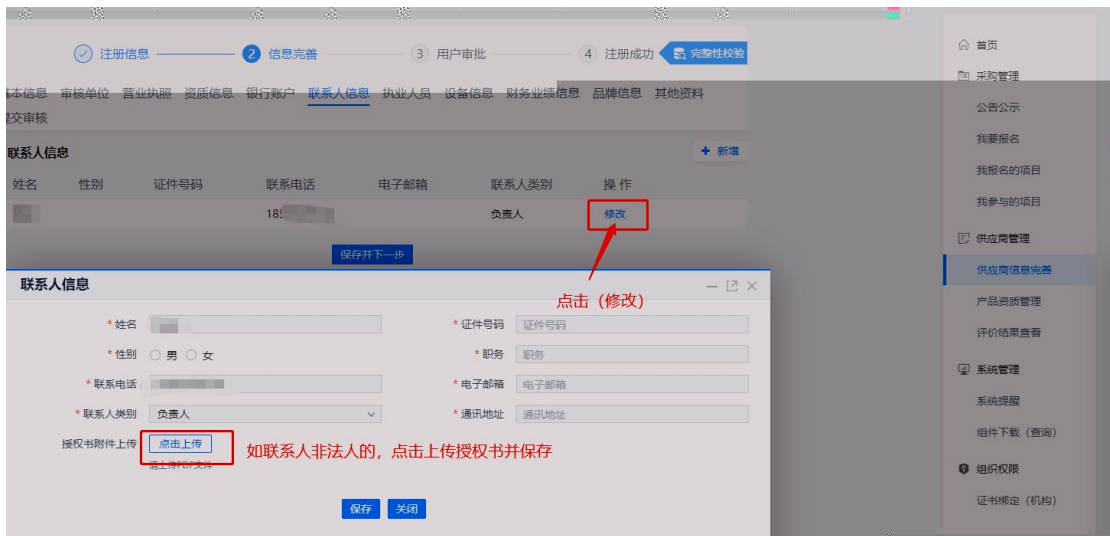 注册信息 2 信息完善 3 用户审批 4 注册成功 完整性校验
基本信息 审核单位 营业执照 资质信息 银行账户 联系人信息 执业人员 设备信息 财务业绩信息 品牌信息 其他资料
提交审核
联系人信息 + 新增
姓名 性别 证件号码 联系电话 电子邮箱 联系人类别 操作
185 负责人 修改
保存并下一步
点击（修改）
联系人信息
*姓名 *证件号码 证件号码
*性别 男 女 *职务 职务
*联系电话 *电子邮箱 电子邮箱
*联系人类别 负责人 *通讯地址 通讯地址
授权书附件上传 点击上传 如联系人非法人的，点击上传授权书并保存
请上传PDF文件
保存 关闭
首页
采购管理
公告公示
我要报名
我报名的项目
我参与的项目
供应商管理
供应商信息完善
产品资质管理
评价结果查看
系统管理
系统提醒
组件下载（查询）
组织权限
证书绑定（机构）